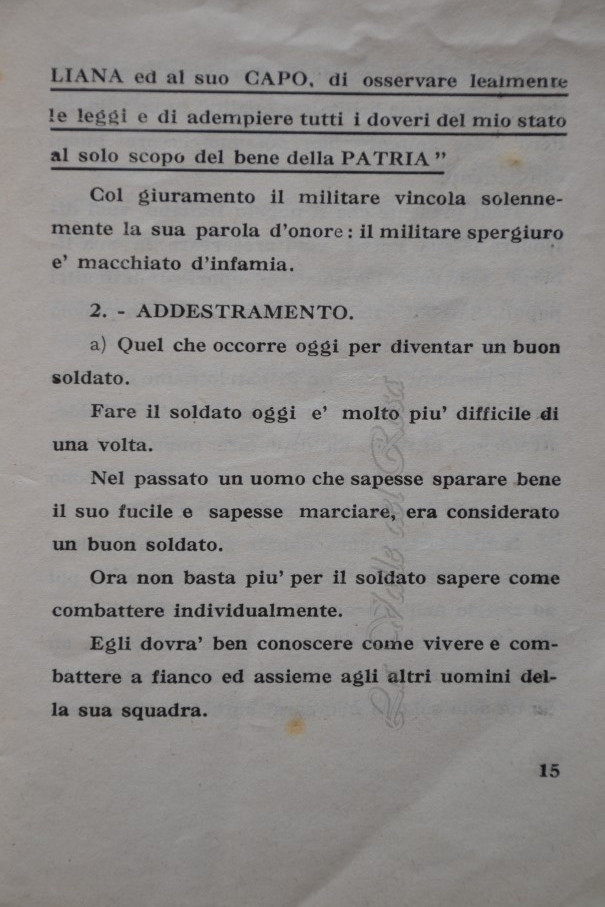 LIANA ed al suo CAPO, di osservare lealmente
le leggi e di adempiere tutti i doveri del mio stato
al solo scopo del bene della PATRIA"
Col giuramento il militare vincola solenne-
mente la sua parola d'onore: il militare spergiuro
e' macchiato d'infamia.
2. - ADDESTRAMENTO.
a) Quel che occorre oggi per diventar un buon
soldato.
Fare il soldato oggi e' molto piu' difficile di
una volta.
Nel passato un uomo che sapesse sparare bene
il suo fucile e sapesse marciare, era considerato
un buon soldato.
Ora non basta piu' per il soldato sapere come
combattere individualmente.
Egli dovra' ben conoscere come vivere e com-
battere a fianco ed assieme agli altri uomini del-
la sua squadra.
15